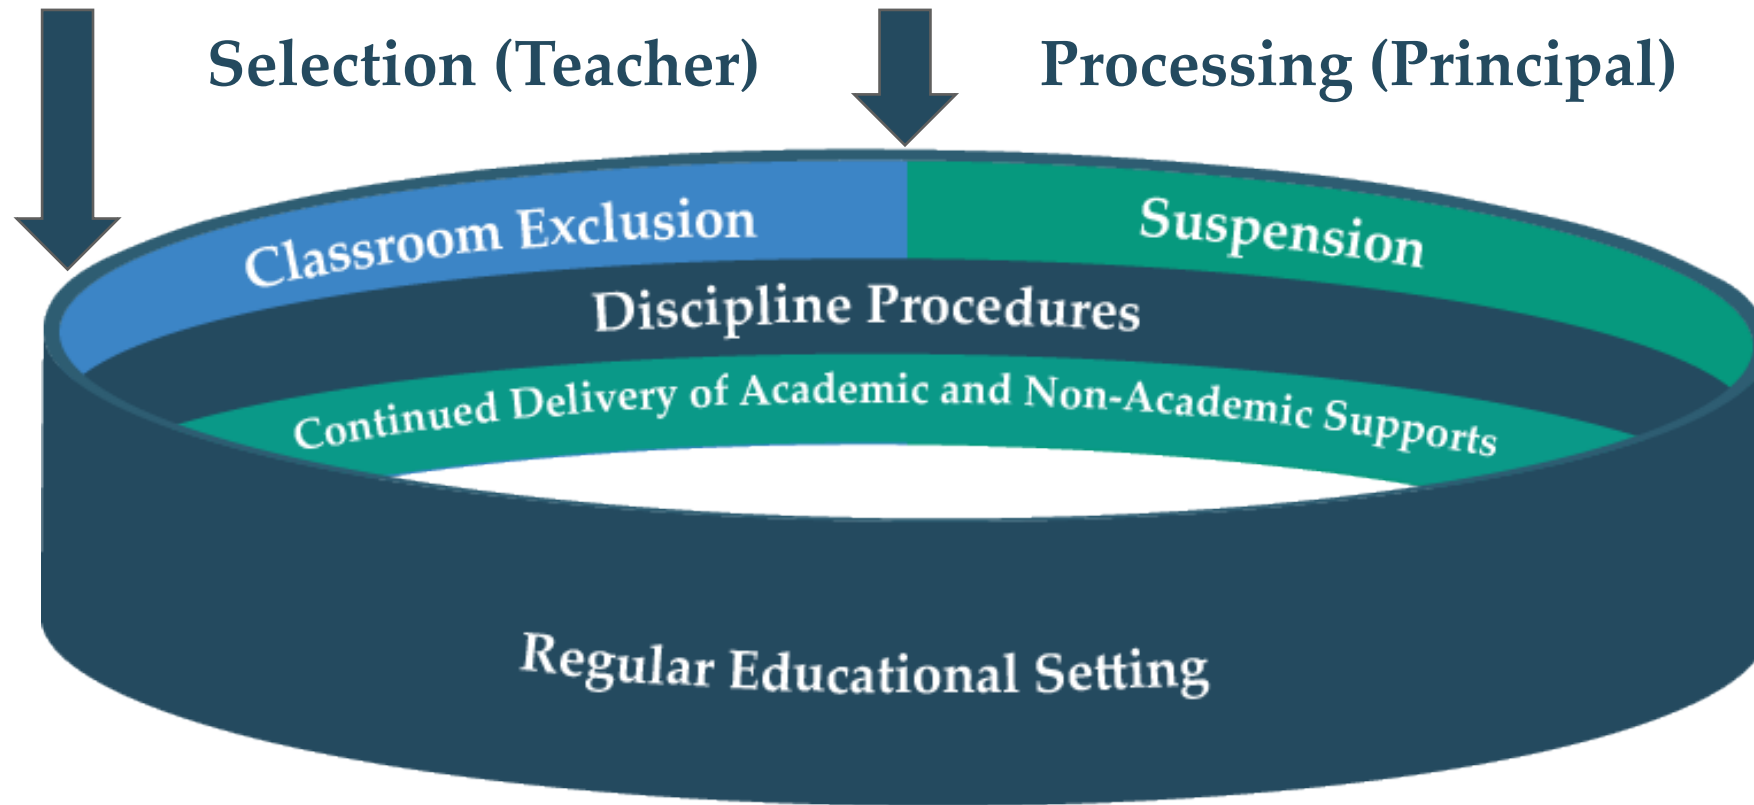 Selection (Teacher)
Processing (Principal)
Classroom Exclusion
Suspension
Discipline Procedures
Continued Delivery of Academic and Non-Academic Supports
Regular Educational Setting